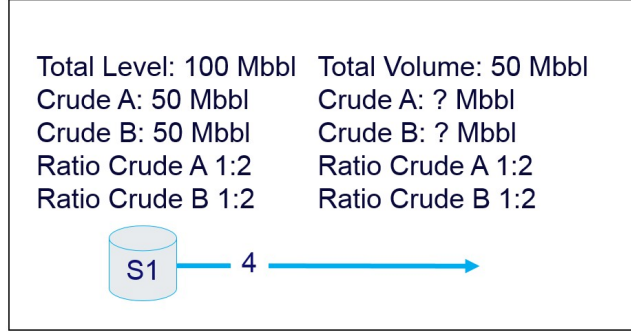 Total Level: 100 Mbbl
Crude A: 50 Mbbl
Crude B: 50 Mbbl
Ratio Crude A 1:2
Ratio Crude B 1:2
Total Volume: 50 Mbbl
Crude A: ? Mbbl
Crude B: ? Mbbl
Ratio Crude A 1:2
Ratio Crude B 1:2
S1
4